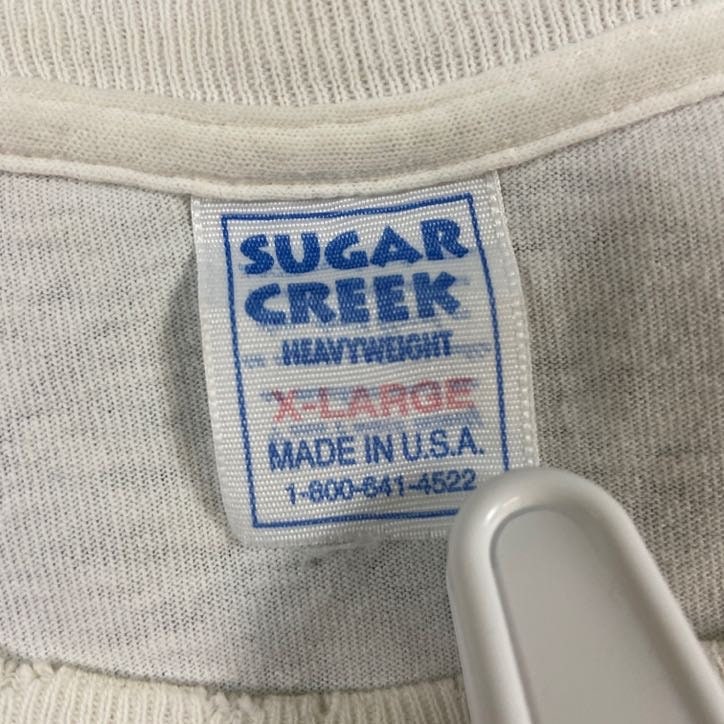 SUGAR
CREEK
HEAVYWEIGHT
X-LARGE
MADE IN U.S.A.
1-800-641-4522